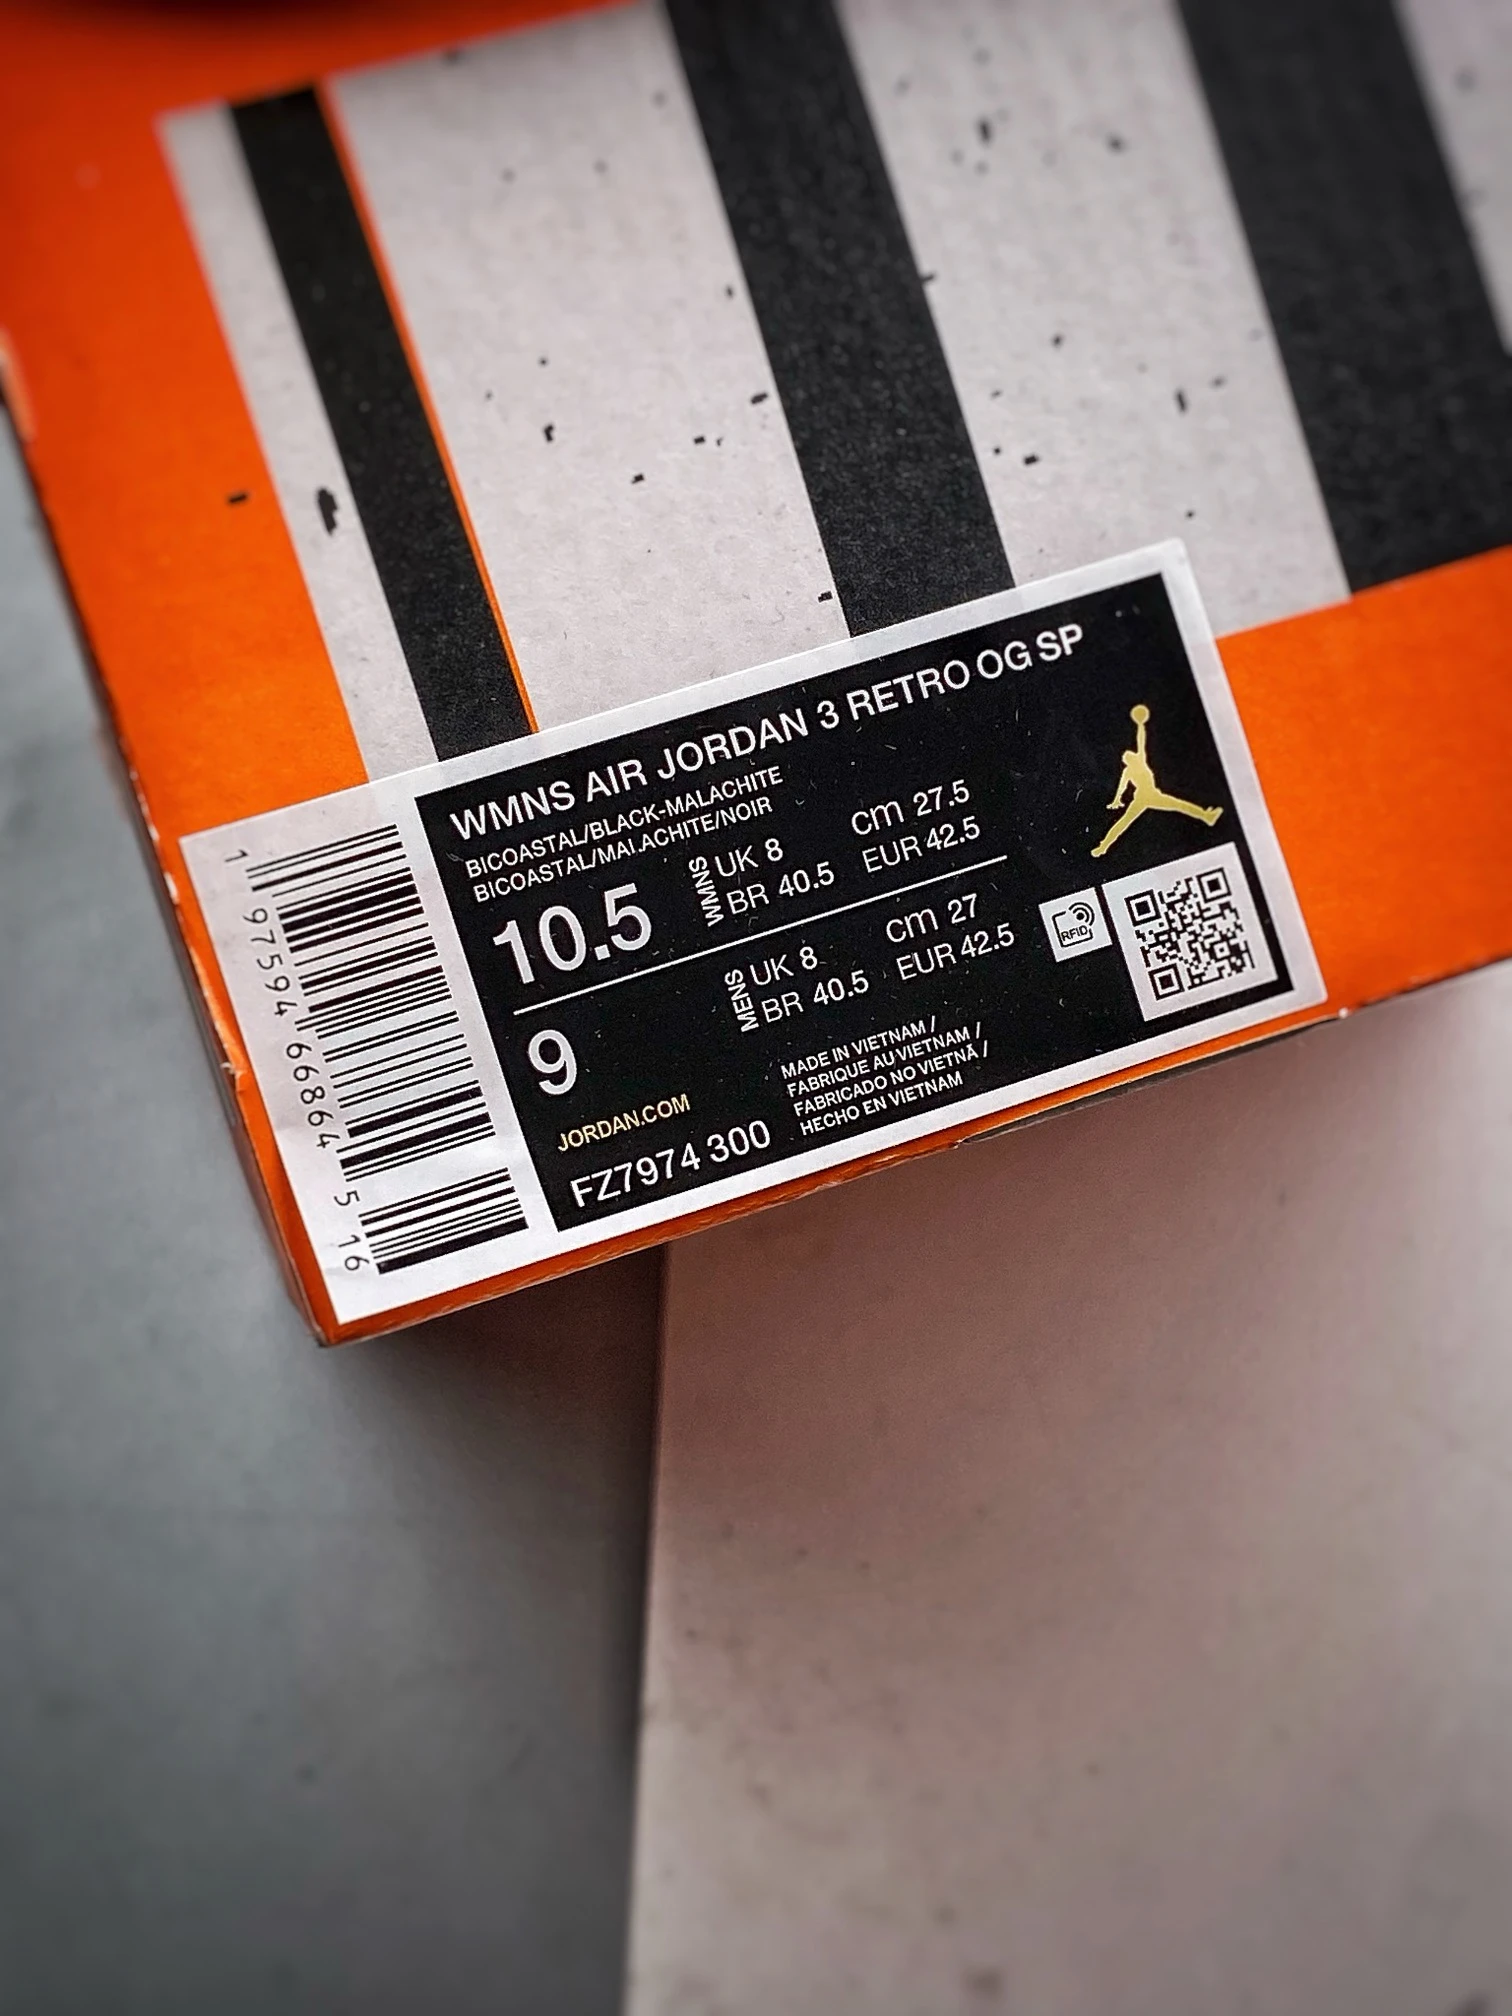 WMNS AIR JORDAN 3 RETRO OG SP
BICOASTAL/BLACK-MALACHITE
BICOASTAL/MALACHITE/NOIR
10.5
WMNS
UK 8
cm 27.5
BR 40.5
EUR 42.5
9
MENS
UK 8
cm 27
BR 40.5
EUR 42.5
RFID
JORDAN.COM
MADE IN VIETNAM /
FABRIQUE AU VIETNAM /
FABRICADO NO VIETNÃ /
HECHO EN VIETNAM
FZ7974 300
1 97594 66864 5 16